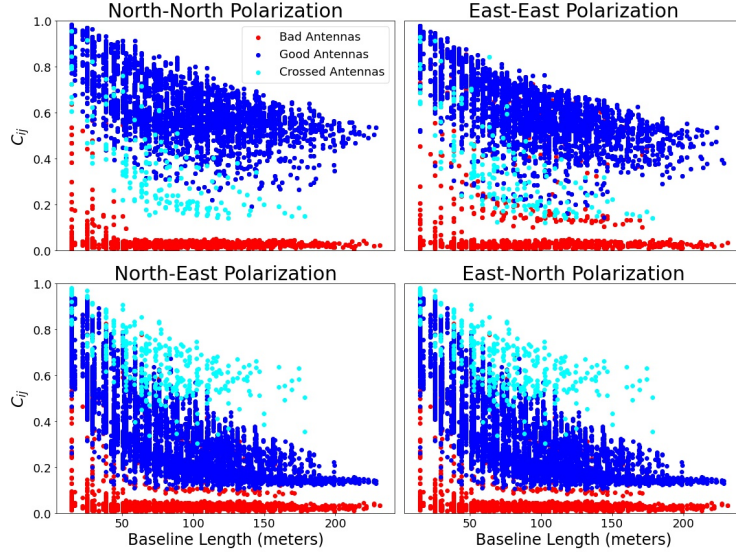 North-North Polarization
East-East Polarization
1.0
0.8
0.6
0.4
0.2
0.0
C_ij
Bad Antennas
Good Antennas
Crossed Antennas
North-East Polarization
East-North Polarization
1.0
0.8
0.6
0.4
0.2
0.0
C_ij
50 100 150 200
50 100 150 200
Baseline Length (meters)
Baseline Length (meters)